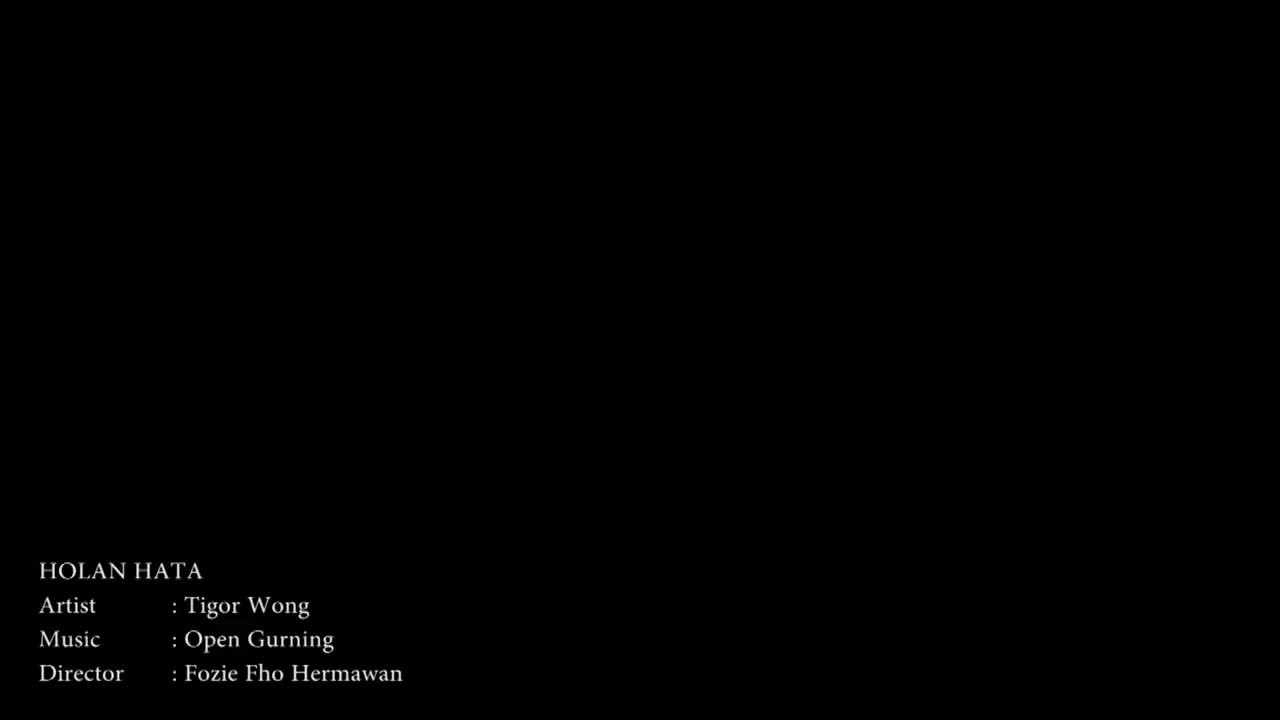 HOLAN HATA
Artist : Tigor Wong
Music : Open Gurning
Director : Fozie Fho Hermawan